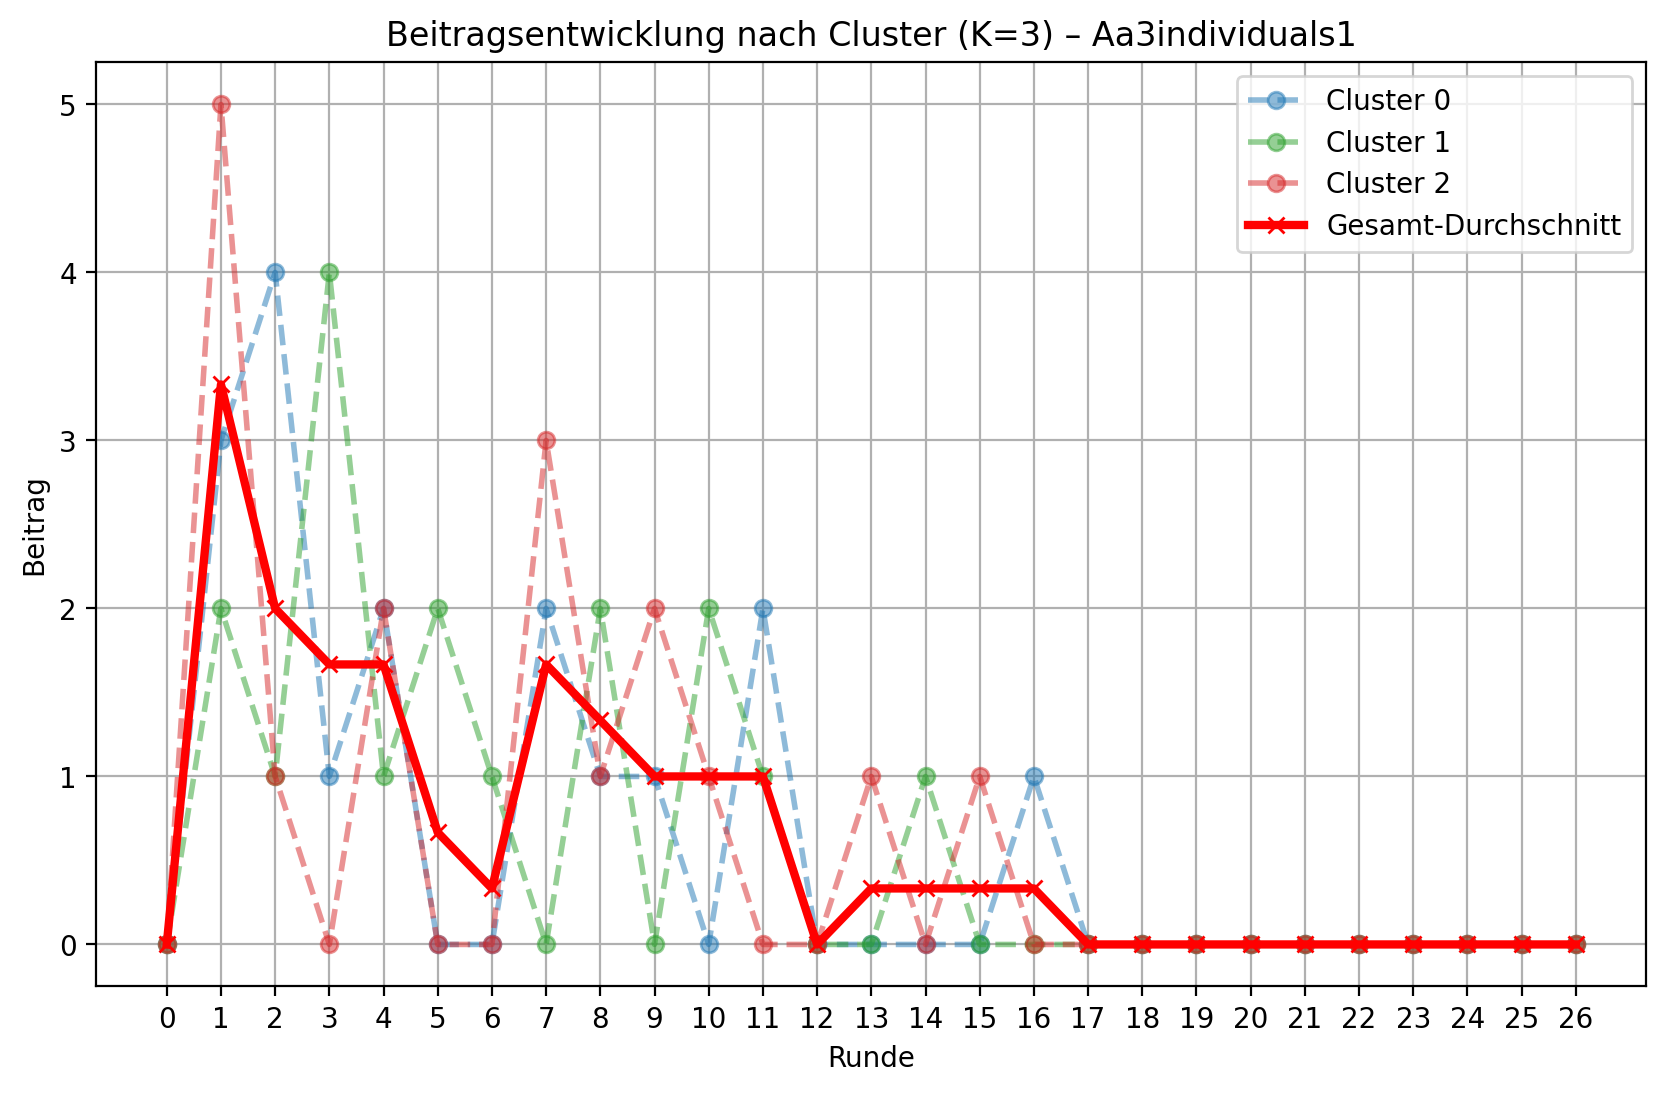 Beitragsentwicklung nach Cluster (K=3) – Aa3individuals1
Cluster 0
Cluster 1
Cluster 2
Gesamt-Durchschnitt
Beitrag
5
4
3
2
1
0
0 1 2 3 4 5 6 7 8 9 10 11 12 13 14 15 16 17 18 19 20 21 22 23 24 25 26
Runde